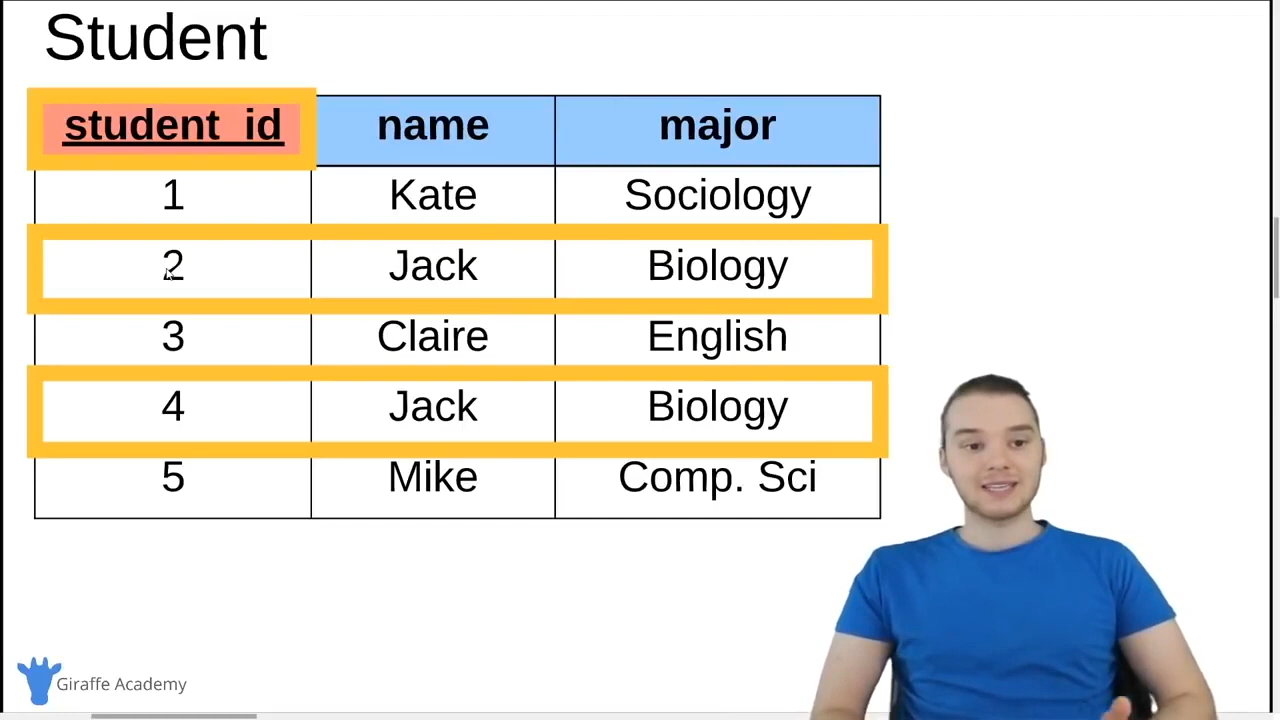 Student
student_id name major
1 Kate Sociology
2 Jack Biology
3 Claire English
4 Jack Biology
5 Mike Comp. Sci
Giraffe Academy